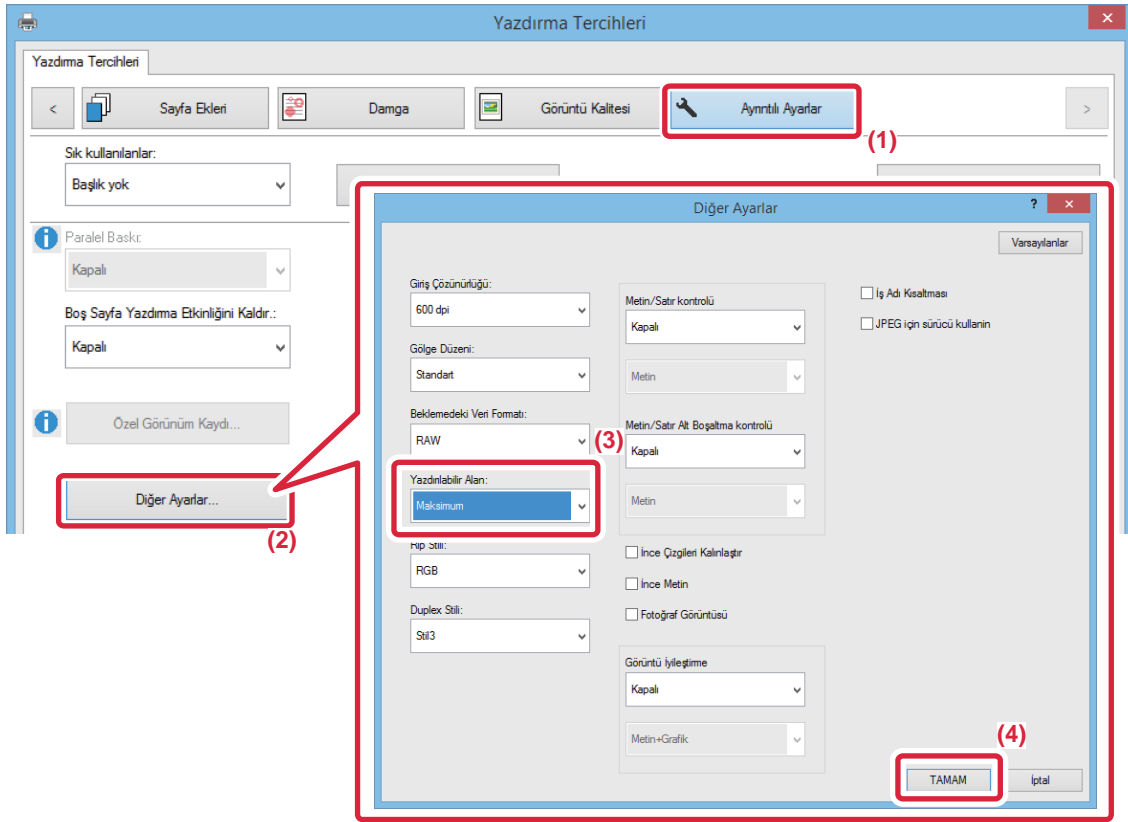 Yazdırma Tercihleri
Yazdırma Tercihleri
< Sayfa Ekleri Damga Görüntü Kalitesi Ayrıntılı Ayarlar >
(1)
Sık kullanılanlar:
Başlık yok
Paralel Baskı:
Kapalı
Boş Sayfa Yazdırma Etkinliğini Kaldır.:
Kapalı
Özel Görünüm Kaydı...
Diğer Ayarlar...
(2)
Diğer Ayarlar
?
Varsayılanlar
Giriş Çözünürlüğü:
600 dpi
Gölge Düzeni:
Standart
Beklemedeki Veri Formatı:
RAW
(3)
Yazdırılabilir Alan:
Maksimum
Rip Stili:
RGB
Duplex Stili:
Stil3
Metin/Satır kontrolü
Kapalı
Metin
Metin/Satır Alt Boşaltma kontrolü
Kapalı
Metin
İnce Çizgileri Kalınlaştır
İnce Metin
Fotoğraf Görüntüsü
Görüntü İyileştirme
Kapalı
Metin+Grafik
İş Adı Kısaltması
JPEG için sürücü kullanin
(4)
TAMAM
İptal